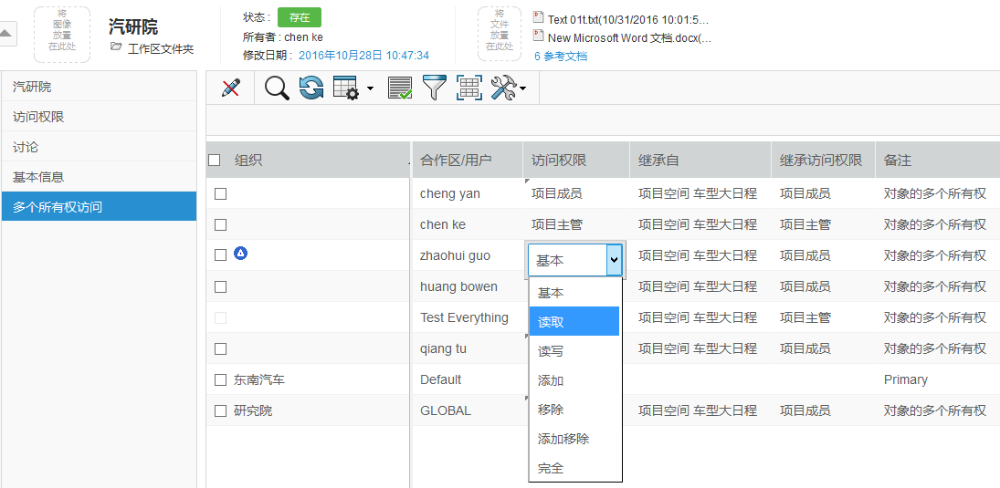 将
图像
放置
在此处
汽研院
工作区文件夹
状态 : 存在
所有者 : chen ke
修改日期 : 2016年10月28日 10:47:34
将
文件
放置
在此处
Text 01t.txt(10/31/2016 10:01:5...
New Microsoft Word 文档.docx(...
6 参考文档
汽研院
访问权限
讨论
基本信息
多个所有权访问
组织 合作区/用户 访问权限 继承自 继承访问权限 备注
cheng yan 项目成员 项目空间 车型大日程 项目成员 对象的多个所有权
chen ke 项目主管 项目空间 车型大日程 项目主管 对象的多个所有权
zhaohui guo 基本 项目空间 车型大日程 项目成员 对象的多个所有权
huang bowen 项目空间 车型大日程 项目成员 对象的多个所有权
Test Everything 项目空间 车型大日程 项目主管 对象的多个所有权
qiang tu 项目空间 车型大日程 项目成员 对象的多个所有权
东南汽车 Default Primary
研究院 GLOBAL 项目空间 车型大日程 项目成员 对象的多个所有权
基本
读取
读写
添加
移除
添加移除
完全